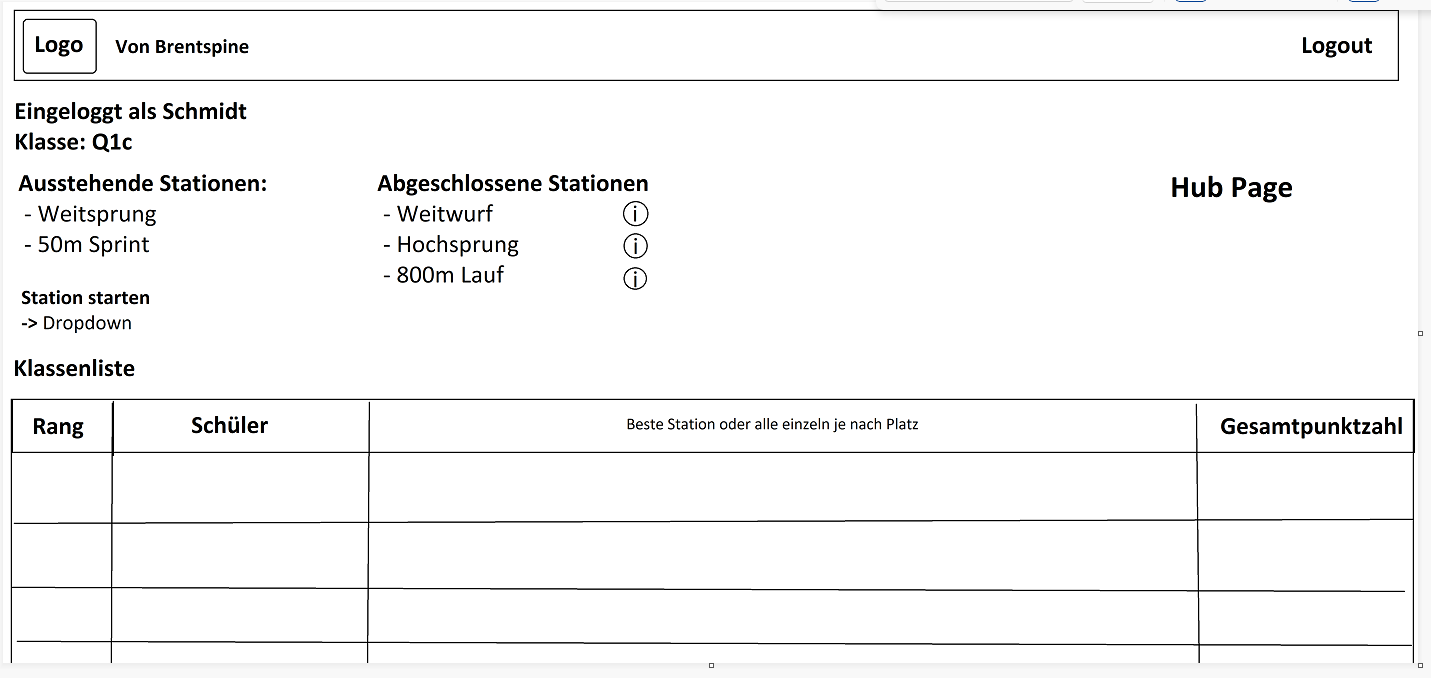 Logo
Von Brentspine
Logout
Eingeloggt als Schmidt
Klasse: Q1c
Ausstehende Stationen:
- Weitsprung
- 50m Sprint
Abgeschlossene Stationen
- Weitwurf ⓘ
- Hochsprung ⓘ
- 800m Lauf ⓘ
Hub Page
Station starten
-> Dropdown
Klassenliste
Rang
Schüler
Beste Station oder alle einzeln je nach Platz
Gesamtpunktzahl